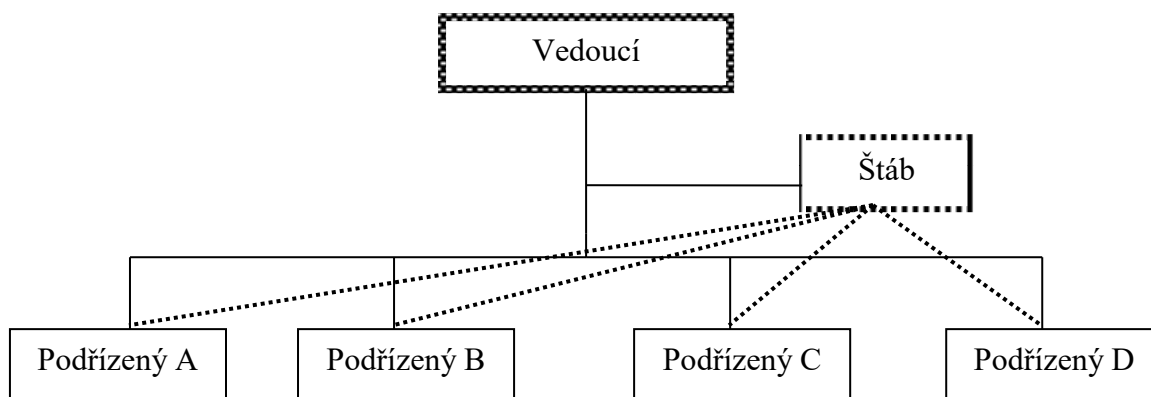 Vedoucí
Štáb
Podřízený A
Podřízený B
Podřízený C
Podřízený D